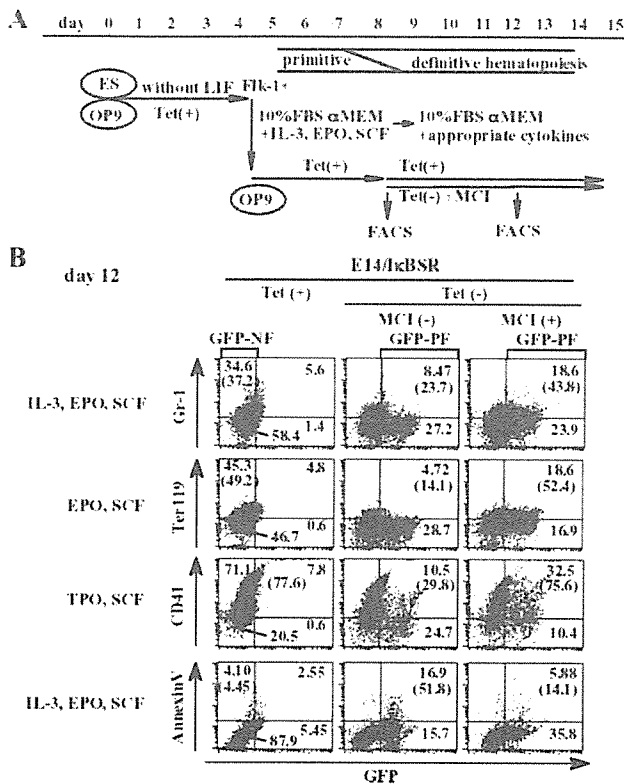 A day 0 1 2 3 4 5 6 7 8 9 10 11 12 13 14 15
primitive definitive hematopoiesis
ES without LIF Flk-1+
OP9 Tet(+)
10%FBS αMEM 10%FBS αMEM
+IL-3, EPO, SCF +appropriate cytokines
Tet(+) Tet(+)
OP9 Tet(-) ±MCI
FACS FACS
B day 12 E14/IκBSR
Tet (+) Tet (-)
MCI (-) MCI (+)
GFP-NF GFP-PF GFP-PF
IL-3, EPO, SCF
Gr-1
34.6 5.6 8.47 18.6
(37.2) (23.7) (43.8)
1.4
58.4 27.2 23.9
EPO, SCF
Ter119
45.3 4.8 4.72 18.6
(49.2) (14.1) (52.4)
0.6
46.7 28.7 16.9
TPO, SCF
CD41
71.1 7.8 10.5 32.5
(77.6) (29.8) (75.6)
0.6
20.5 24.7 10.4
IL-3, EPO, SCF
AnnexinV
4.10 2.55 16.9 5.88
(4.45) (51.8) (14.1)
5.45
87.9 15.7 35.8
GFP